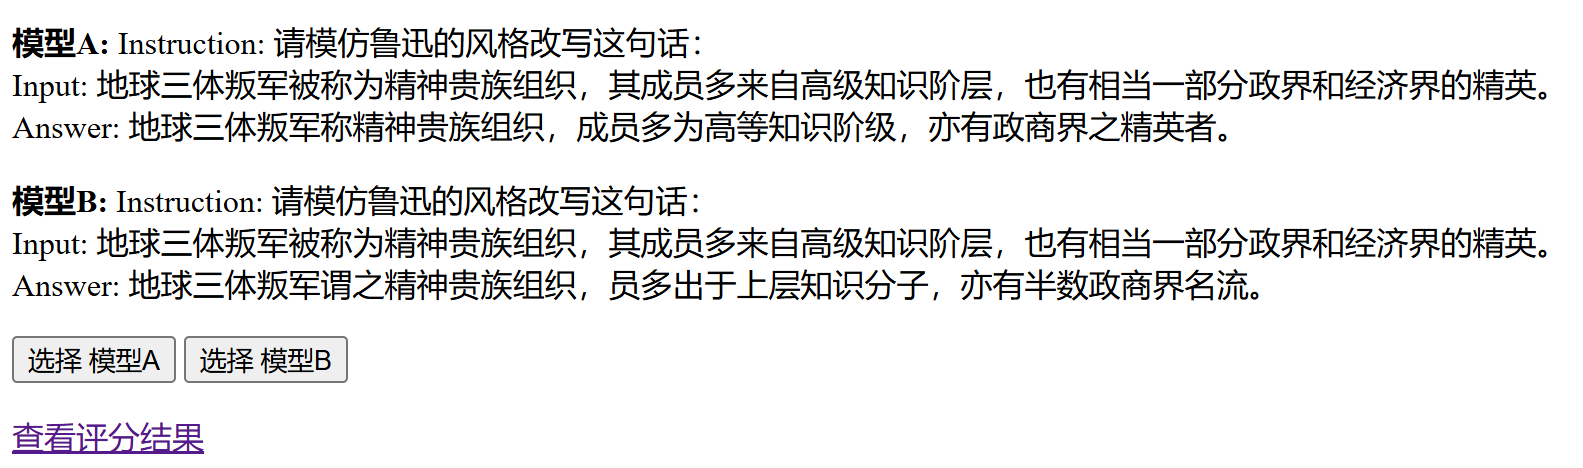 模型A: Instruction: 请模仿鲁迅的风格改写这句话：
Input: 地球三体叛军被称为精神贵族组织，其成员多来自高级知识阶层，也有相当一部分政界和经济界的精英。
Answer: 地球三体叛军称精神贵族组织，成员多为高等知识阶级，亦有政商界之精英者。
模型B: Instruction: 请模仿鲁迅的风格改写这句话：
Input: 地球三体叛军被称为精神贵族组织，其成员多来自高级知识阶层，也有相当一部分政界和经济界的精英。
Answer: 地球三体叛军谓之精神贵族组织，员多出于上层知识分子，亦有半数政商界名流。
选择 模型A 选择 模型B
查看评分结果